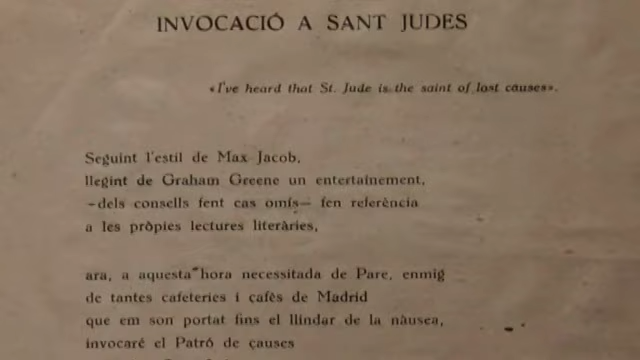 INVOCACIÓ A SANT JUDES
«I've heard that St. Jude is the saint of lost causes».
Seguint l'estil de Max Jacob,
llegint de Graham Greene un entertainement,
—dels consells fent cas omís— fen referència
a les pròpies lectures literàries,
ara, a aquesta hora necessitada de Pare, enmig
de tantes cafeteries i cafès de Madrid
que em son portat fins el llindar de la nàusea,
invocaré el Patró de causes